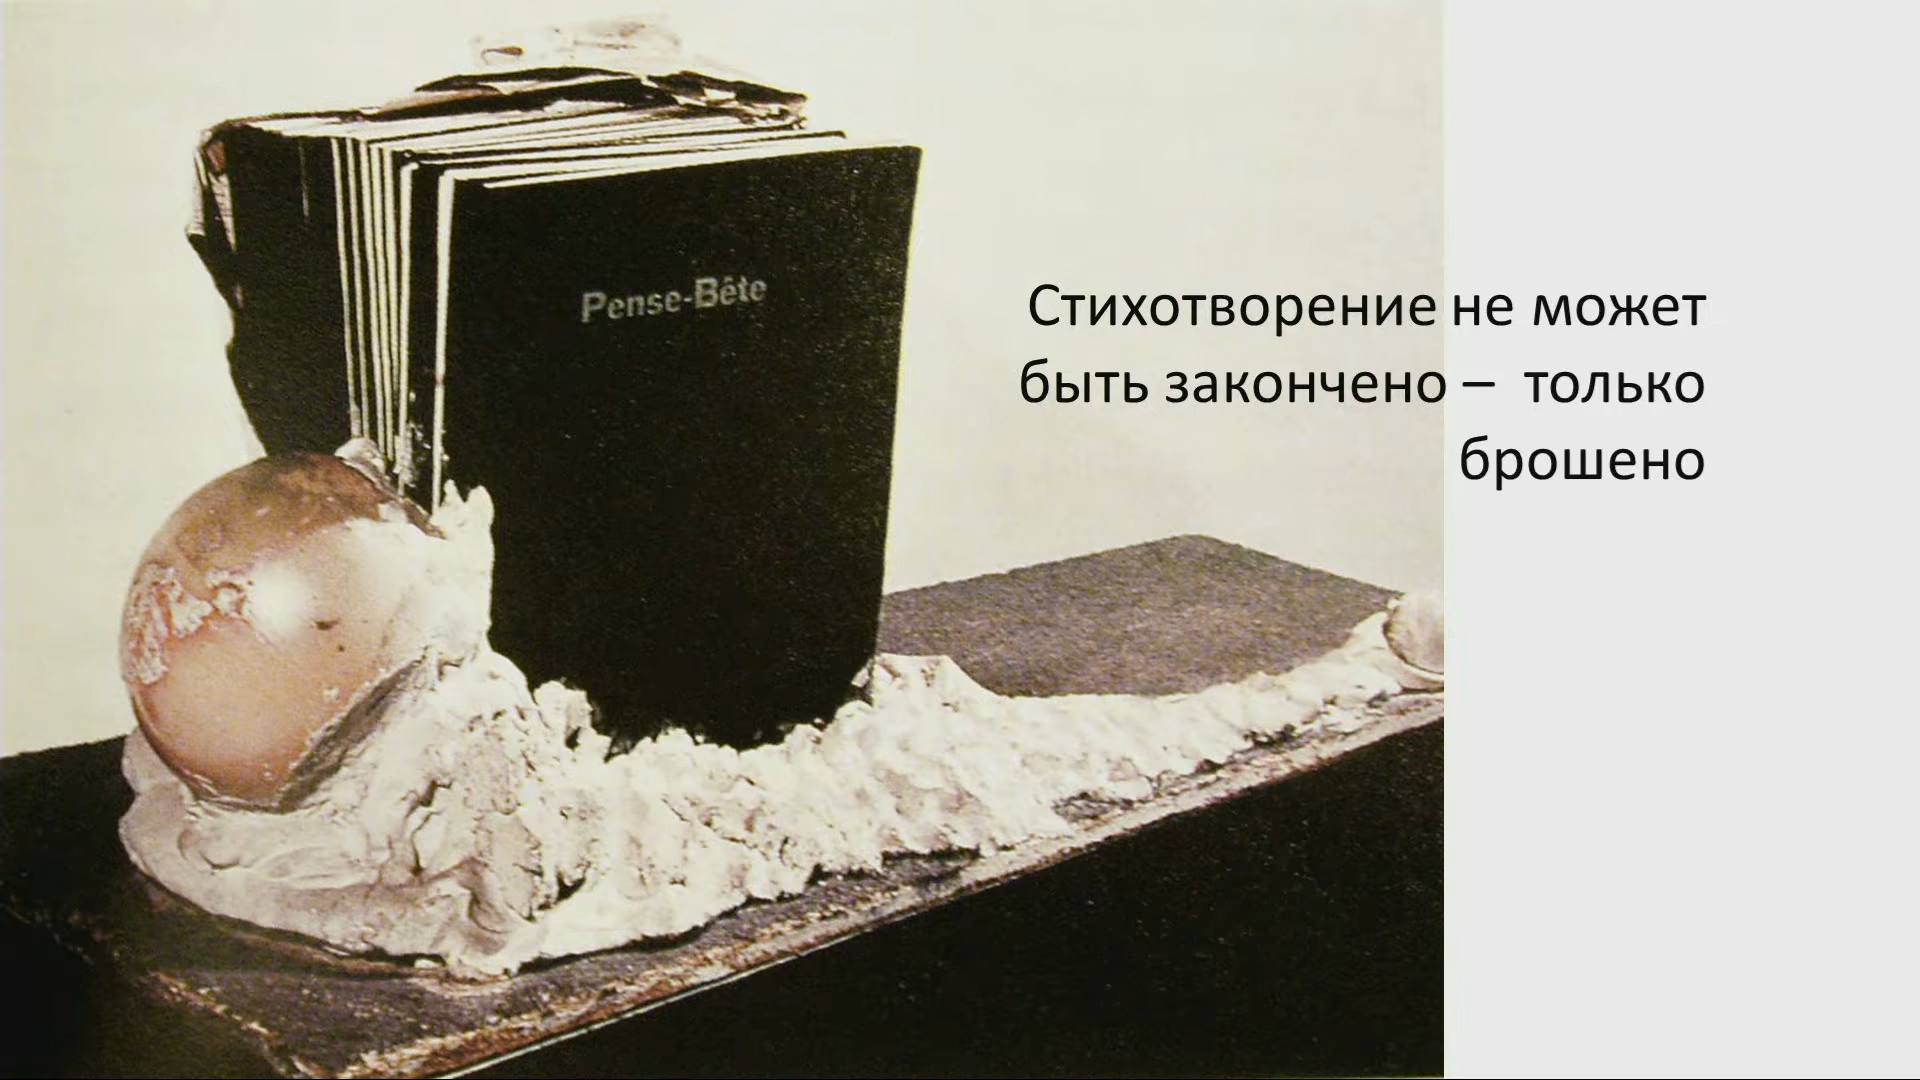 Pense-Bête
Стихотворение не может
быть закончено – только
брошено